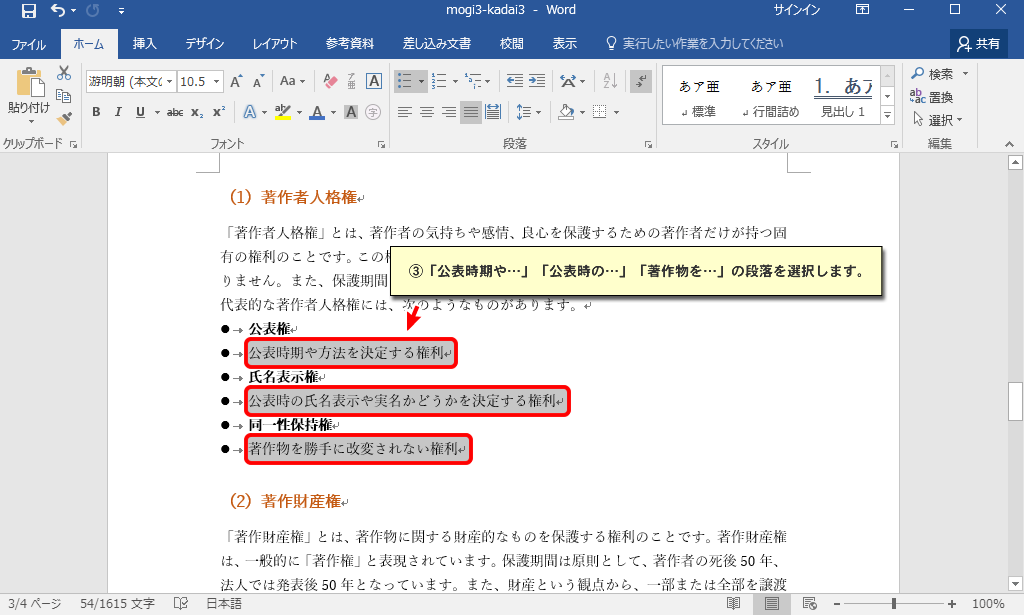 mogi3-kadai3 - Word
サインイン
ファイル ホーム 挿入 デザイン レイアウト 参考資料 差し込み文書 校閲 表示 実行したい作業を入力してください 共有
貼り付け
游明朝 (本文の 10.5
A A Aa 亜 A
B I U abc x₂ x² A ab A A 字
あア亜 あア亜 1. あア
↲標準 ↲行間詰め 見出し 1
検索
置換
選択
クリップボード フォント 段落 スタイル 編集
（1）著作者人格権
「著作者人格権」とは、著作者の気持ちや感情、良心を保護するための著作者だけが持つ固
有の権利のことです。この
③「公表時期や…」「公表時の…」「著作物を…」の段落を選択します。
りません。また、保護期間
代表的な著作者人格権には、次のようなものがあります。
●→ 公表権
●→ 公表時期や方法を決定する権利
●→ 氏名表示権
●→ 公表時の氏名表示や実名かどうかを決定する権利
●→ 同一性保持権
●→ 著作物を勝手に改変されない権利
（2）著作財産権
「著作財産権」とは、著作物に関する財産的なものを保護する権利のことです。著作財産権
は、一般的に「著作権」と表現されています。保護期間は原則として、著作者の死後 50 年、
法人では発表後 50 年となっています。また、財産という観点から、一部または全部を譲渡
3/4 ページ 54/1615 文字 日本語 100%